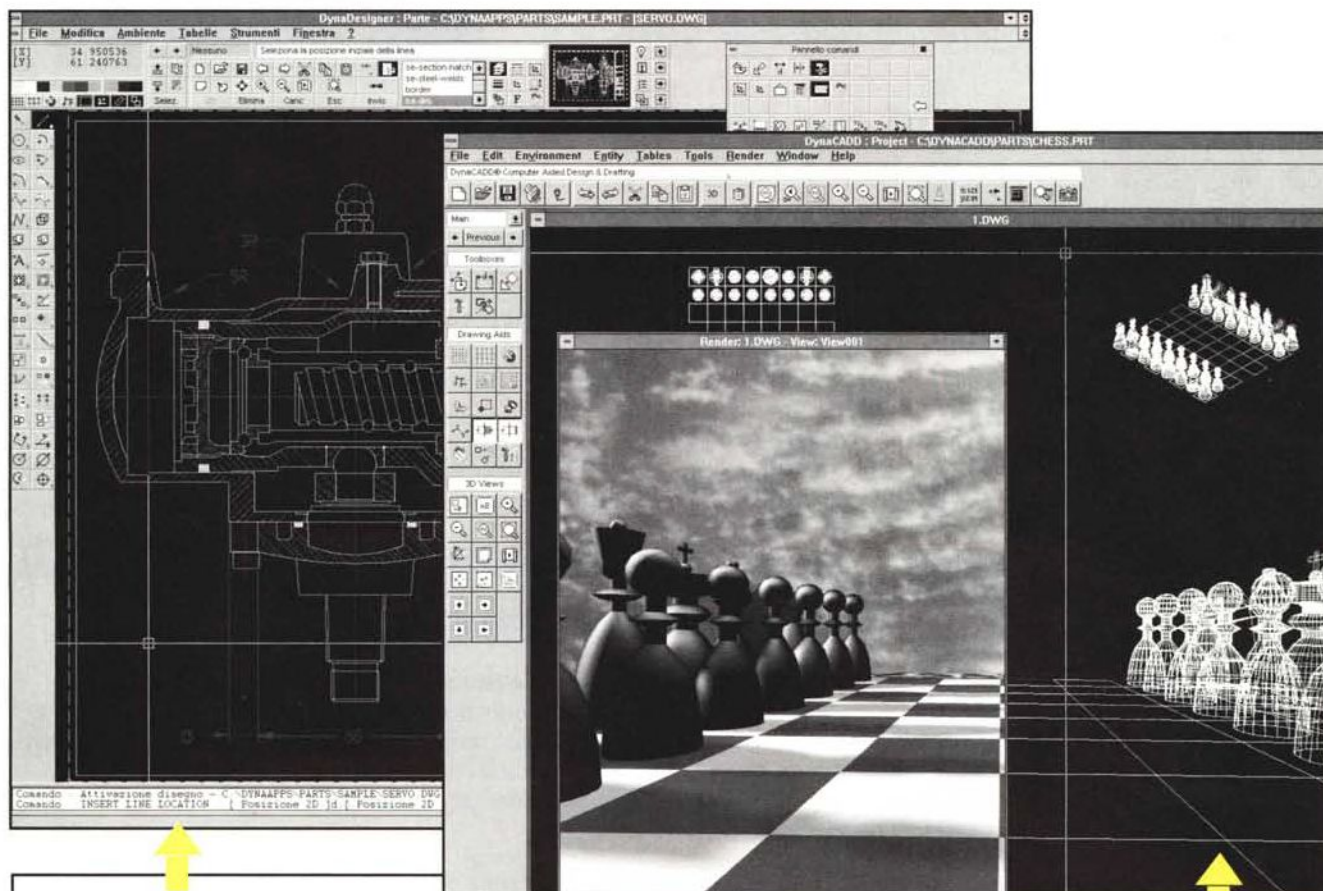 DynaDesigner : Parte - C:\DYNAAPPS\PARTS\SAMPLE.PRT - [SERVO.DWG]
File Modifica Ambiente Tabelle Strumenti Finestra ?
[X] 34 950536
[Y] 61 240763
Nessuno
Seleziona la posizione iniziale della linea
se-section hatch
se-steel-welds
border
Selez.
Elimina
Canc
Esc
Invio
Pannello comandi
DynaCADD : Project - C:\DYNACADD\PARTS\CHESS.PRT
File Edit Environment Entity Tables Tools Render Window Help
DynaCADD® Computer Aided Design & Drafting
3D
Main
Previous
1.DWG
Toolboxes
Drawing Aids
3D Views
Render: 1.DWG - View: View001
Comando Attivazione disegno - C:\DYNAAPPS\PARTS\SAMPLE\SERVO.DWG
Comando INSERT LINE LOCATION [ Posizione 2D ]d [ Posizione 2D